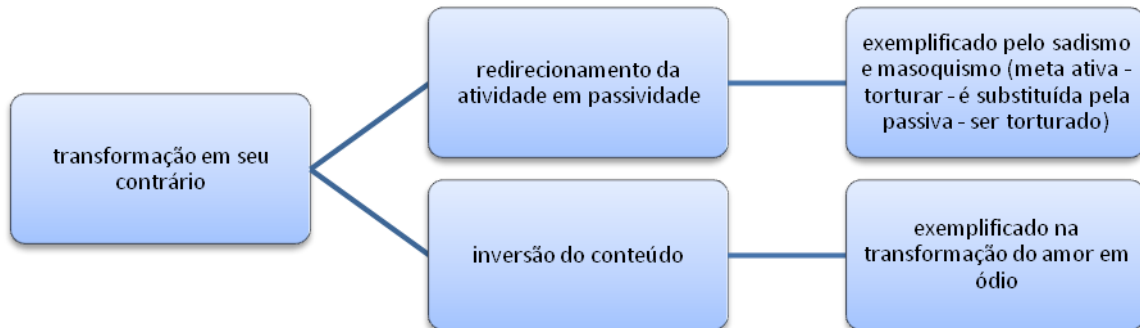 transformação em seu
contrário
redirecionamento da
atividade em passividade
exemplificado pelo sadismo
e masoquismo (meta ativa -
torturar - é substituída pela
passiva - ser torturado)
inversão do conteúdo
exemplificado na
transformação do amor em
ódio